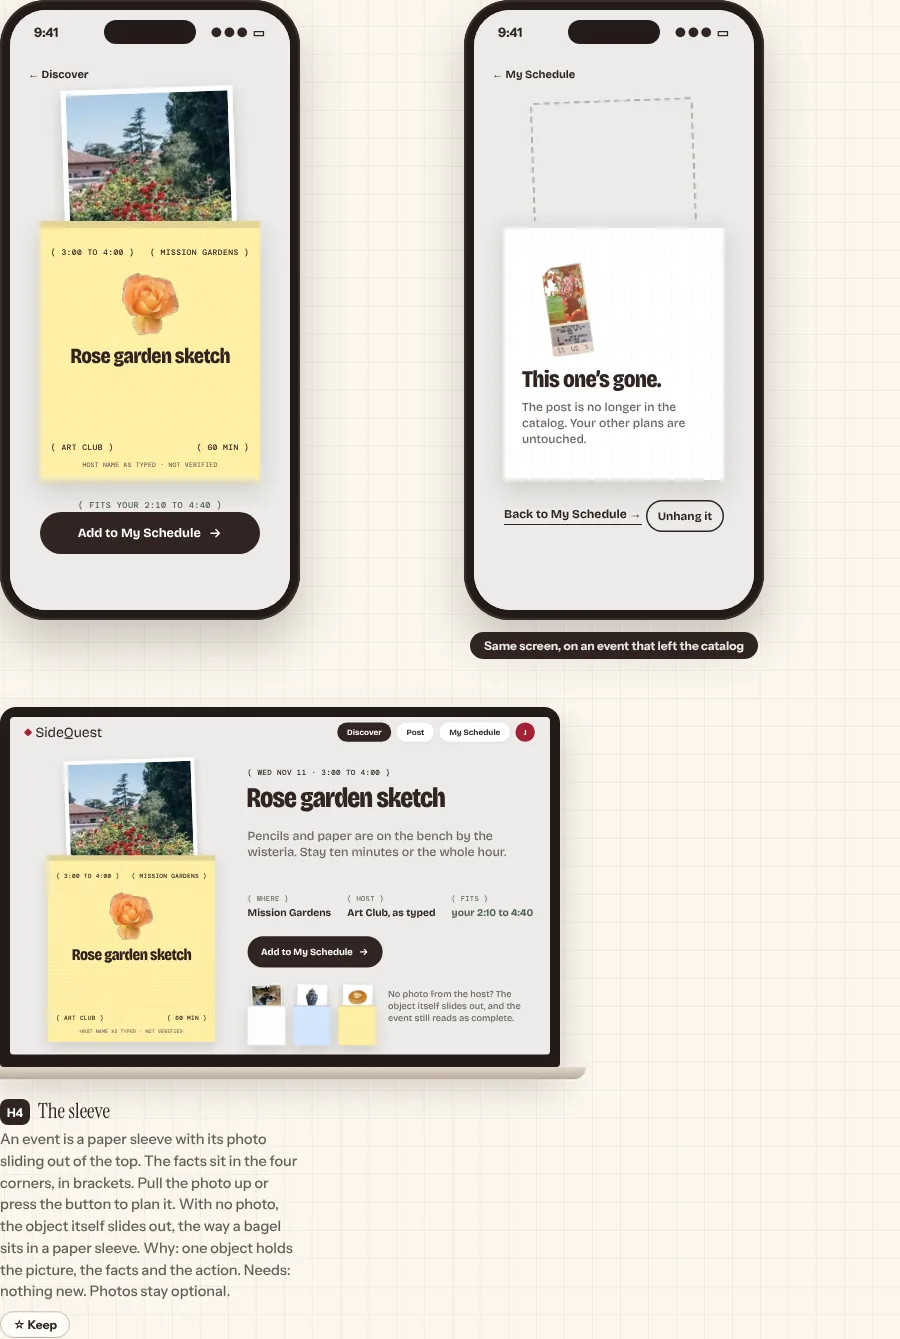 9:41
← Discover
( 3:00 TO 4:00 ) ( MISSION GARDENS )
Rose garden sketch
( ART CLUB ) ( 60 MIN )
HOST NAME AS TYPED · NOT VERIFIED
( FITS YOUR 2:10 TO 4:40 )
Add to My Schedule →
9:41
← My Schedule
This one's gone.
The post is no longer in the
catalog. Your other plans are
untouched.
Back to My Schedule → Unhang it
Same screen, on an event that left the catalog
SideQuest
Discover Post My Schedule J
( 3:00 TO 4:00 ) ( MISSION GARDENS )
Rose garden sketch
( ART CLUB ) ( 60 MIN )
HOST NAME AS TYPED · NOT VERIFIED
( WED NOV 11 · 3:00 TO 4:00 )
Rose garden sketch
Pencils and paper are on the bench by the
wisteria. Stay ten minutes or the whole hour.
( WHERE ) ( HOST ) ( FITS )
Mission Gardens Art Club, as typed your 2:10 to 4:40
Add to My Schedule →
No photo from the host? The
object itself slides out, and the
event still reads as complete.
H4 The sleeve
An event is a paper sleeve with its photo
sliding out of the top. The facts sit in the four
corners, in brackets. Pull the photo up or
press the button to plan it. With no photo,
the object itself slides out, the way a bagel
sits in a paper sleeve. Why: one object holds
the picture, the facts and the action. Needs:
nothing new. Photos stay optional.
☆ Keep